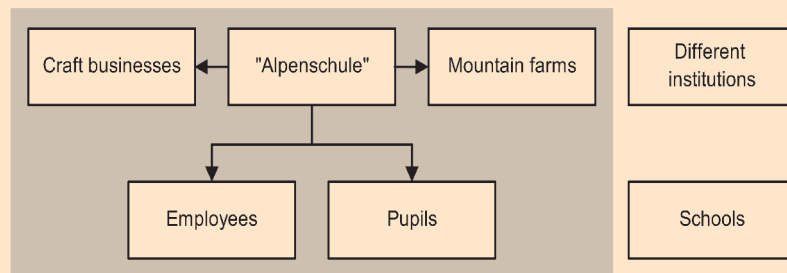 Craft businesses
"Alpenschule"
Mountain farms
Different
institutions
Employees
Pupils
Schools